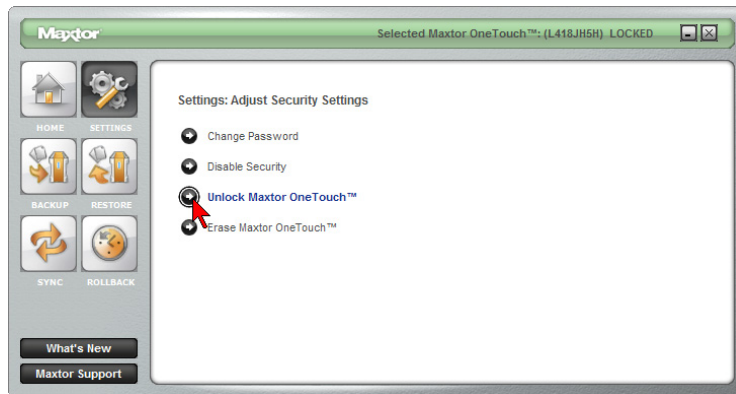 Maxtor
Selected Maxtor OneTouch™: (L418JH5H) LOCKED
HOME SETTINGS
BACKUP RESTORE
SYNC ROLLBACK
What's New
Maxtor Support
Settings: Adjust Security Settings
Change Password
Disable Security
Unlock Maxtor OneTouch™
Erase Maxtor OneTouch™